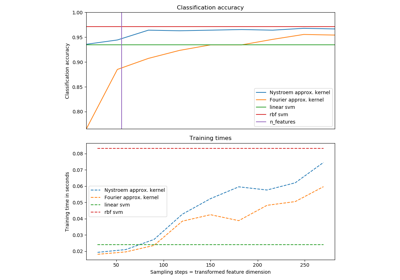 Classification accuracy
1.00
0.95
0.90
0.85
0.80
Classification accuracy
Nystroem approx. kernel
Fourier approx. kernel
linear svm
rbf svm
n_features
Training times
0.08
0.07
0.06
0.05
0.04
0.03
0.02
Training time in seconds
Nystroem approx. kernel
Fourier approx. kernel
linear svm
rbf svm
50 100 150 200 250
Sampling steps = transformed feature dimension